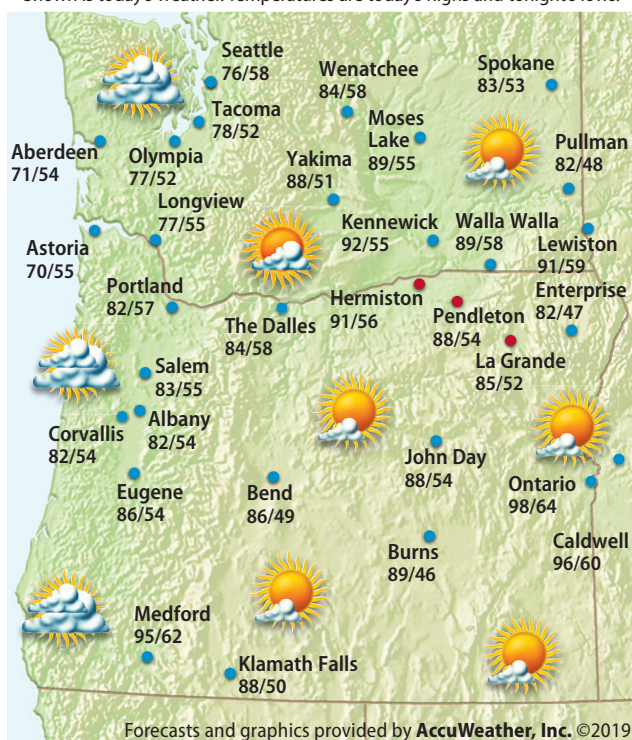 Shown is today's weather. Temperatures are today's highs and tonight's lows.
Seattle
76/58
Spokane
83/53
Wenatchee
84/58
Tacoma
78/52
Moses
Lake
89/55
Pullman
82/48
Aberdeen
71/54
Olympia
77/52
Yakima
88/51
Longview
77/55
Kennewick
92/55
Walla Walla
89/58
Lewiston
91/59
Astoria
70/55
Portland
82/57
Hermiston
91/56
Enterprise
82/47
The Dalles
84/58
Pendleton
88/54
La Grande
85/52
Salem
83/55
Albany
82/54
Corvallis
82/54
John Day
88/54
Eugene
86/54
Bend
86/49
Ontario
98/64
Burns
89/46
Caldwell
96/60
Medford
95/62
Klamath Falls
88/50
Forecasts and graphics provided by AccuWeather, Inc. ©2019